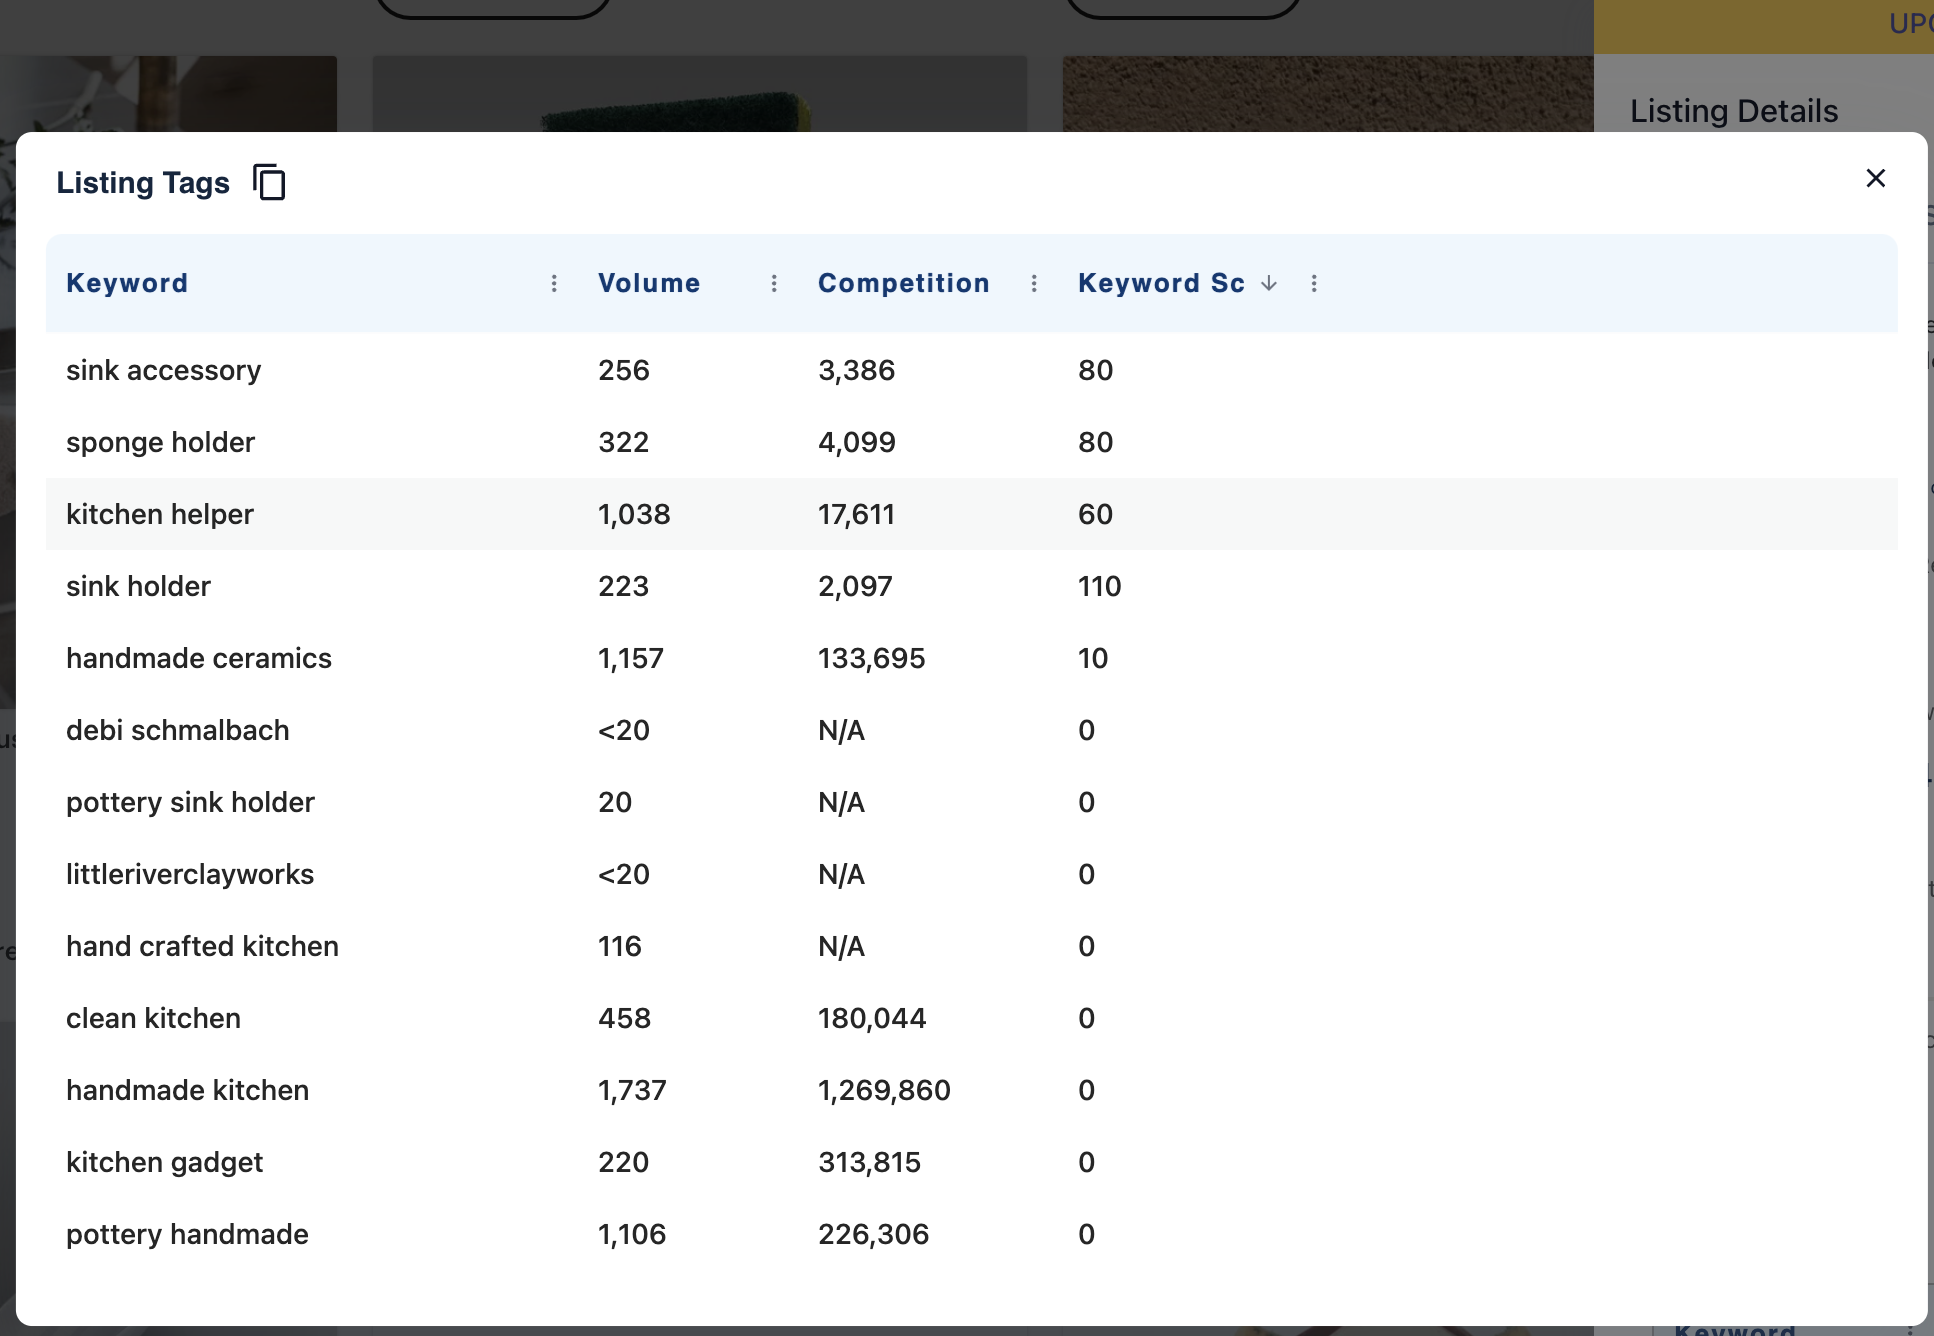 Listing Details
Listing Tags
Keyword Volume Competition Keyword Sc
sink accessory 256 3,386 80
sponge holder 322 4,099 80
kitchen helper 1,038 17,611 60
sink holder 223 2,097 110
handmade ceramics 1,157 133,695 10
debi schmalbach <20 N/A 0
pottery sink holder 20 N/A 0
littleriverclayworks <20 N/A 0
hand crafted kitchen 116 N/A 0
clean kitchen 458 180,044 0
handmade kitchen 1,737 1,269,860 0
kitchen gadget 220 313,815 0
pottery handmade 1,106 226,306 0
Keyword